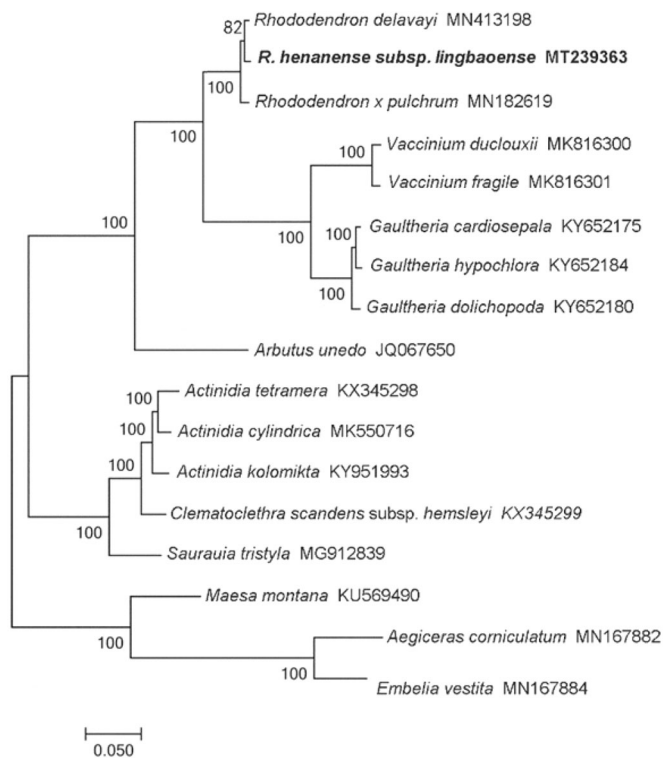 Rhododendron delavayi MN413198
82
R. henanense subsp. lingbaoense MT239363
100
Rhododendron x pulchrum MN182619
100
100
Vaccinium duclouxii MK816300
Vaccinium fragile MK816301
100
100
Gaultheria cardiosepala KY652175
100
Gaultheria hypochlora KY652184
100
Gaultheria dolichopoda KY652180
Arbutus unedo JQ067650
100
Actinidia tetramera KX345298
100
Actinidia cylindrica MK550716
100
Actinidia kolomikta KY951993
Clematoclethra scandens subsp. hemsleyi KX345299
100
Saurauia tristyla MG912839
Maesa montana KU569490
100
Aegiceras corniculatum MN167882
100
Embelia vestita MN167884
0.050